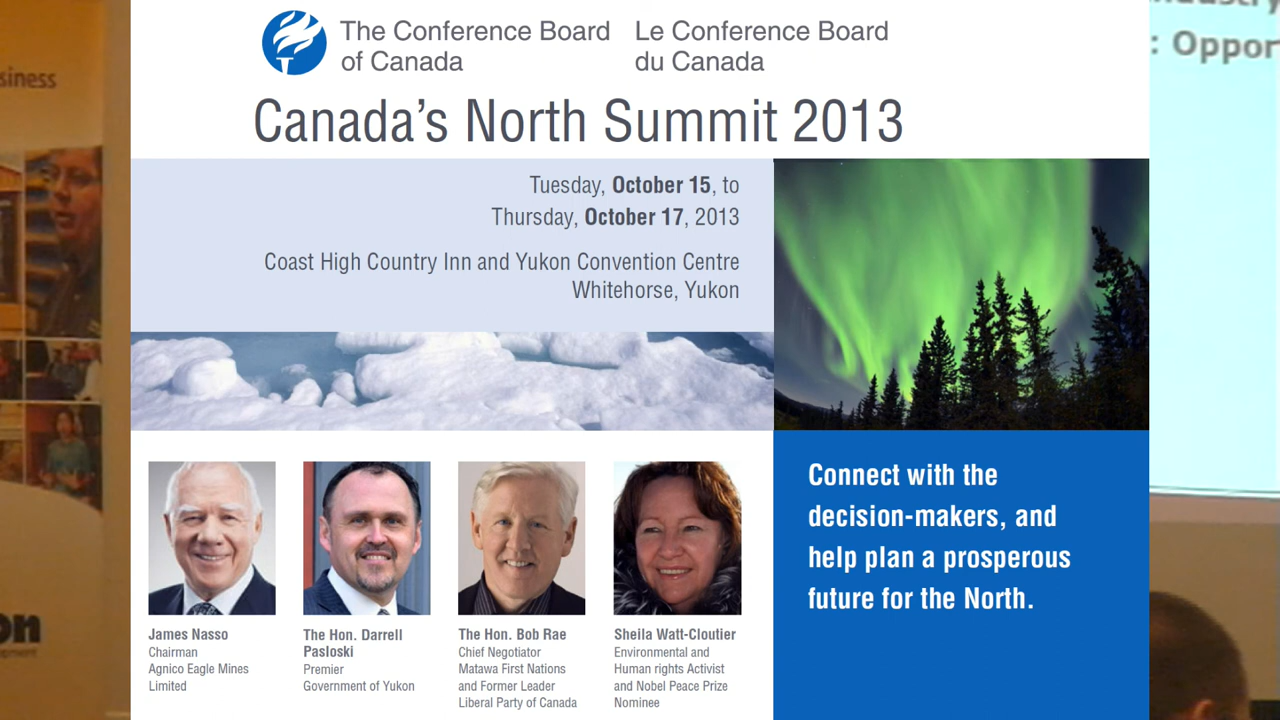 The Conference Board
of Canada
Le Conference Board
du Canada
Canada's North Summit 2013
Tuesday, October 15, to
Thursday, October 17, 2013
Coast High Country Inn and Yukon Convention Centre
Whitehorse, Yukon
Connect with the
decision-makers, and
help plan a prosperous
future for the North.
James Nasso
Chairman
Agnico Eagle Mines
Limited
The Hon. Darrell
Pasloski
Premier
Government of Yukon
The Hon. Bob Rae
Chief Negotiator
Matawa First Nations
and Former Leader
Liberal Party of Canada
Sheila Watt-Cloutier
Environmental and
Human rights Activist
and Nobel Peace Prize
Nominee
: Oppor